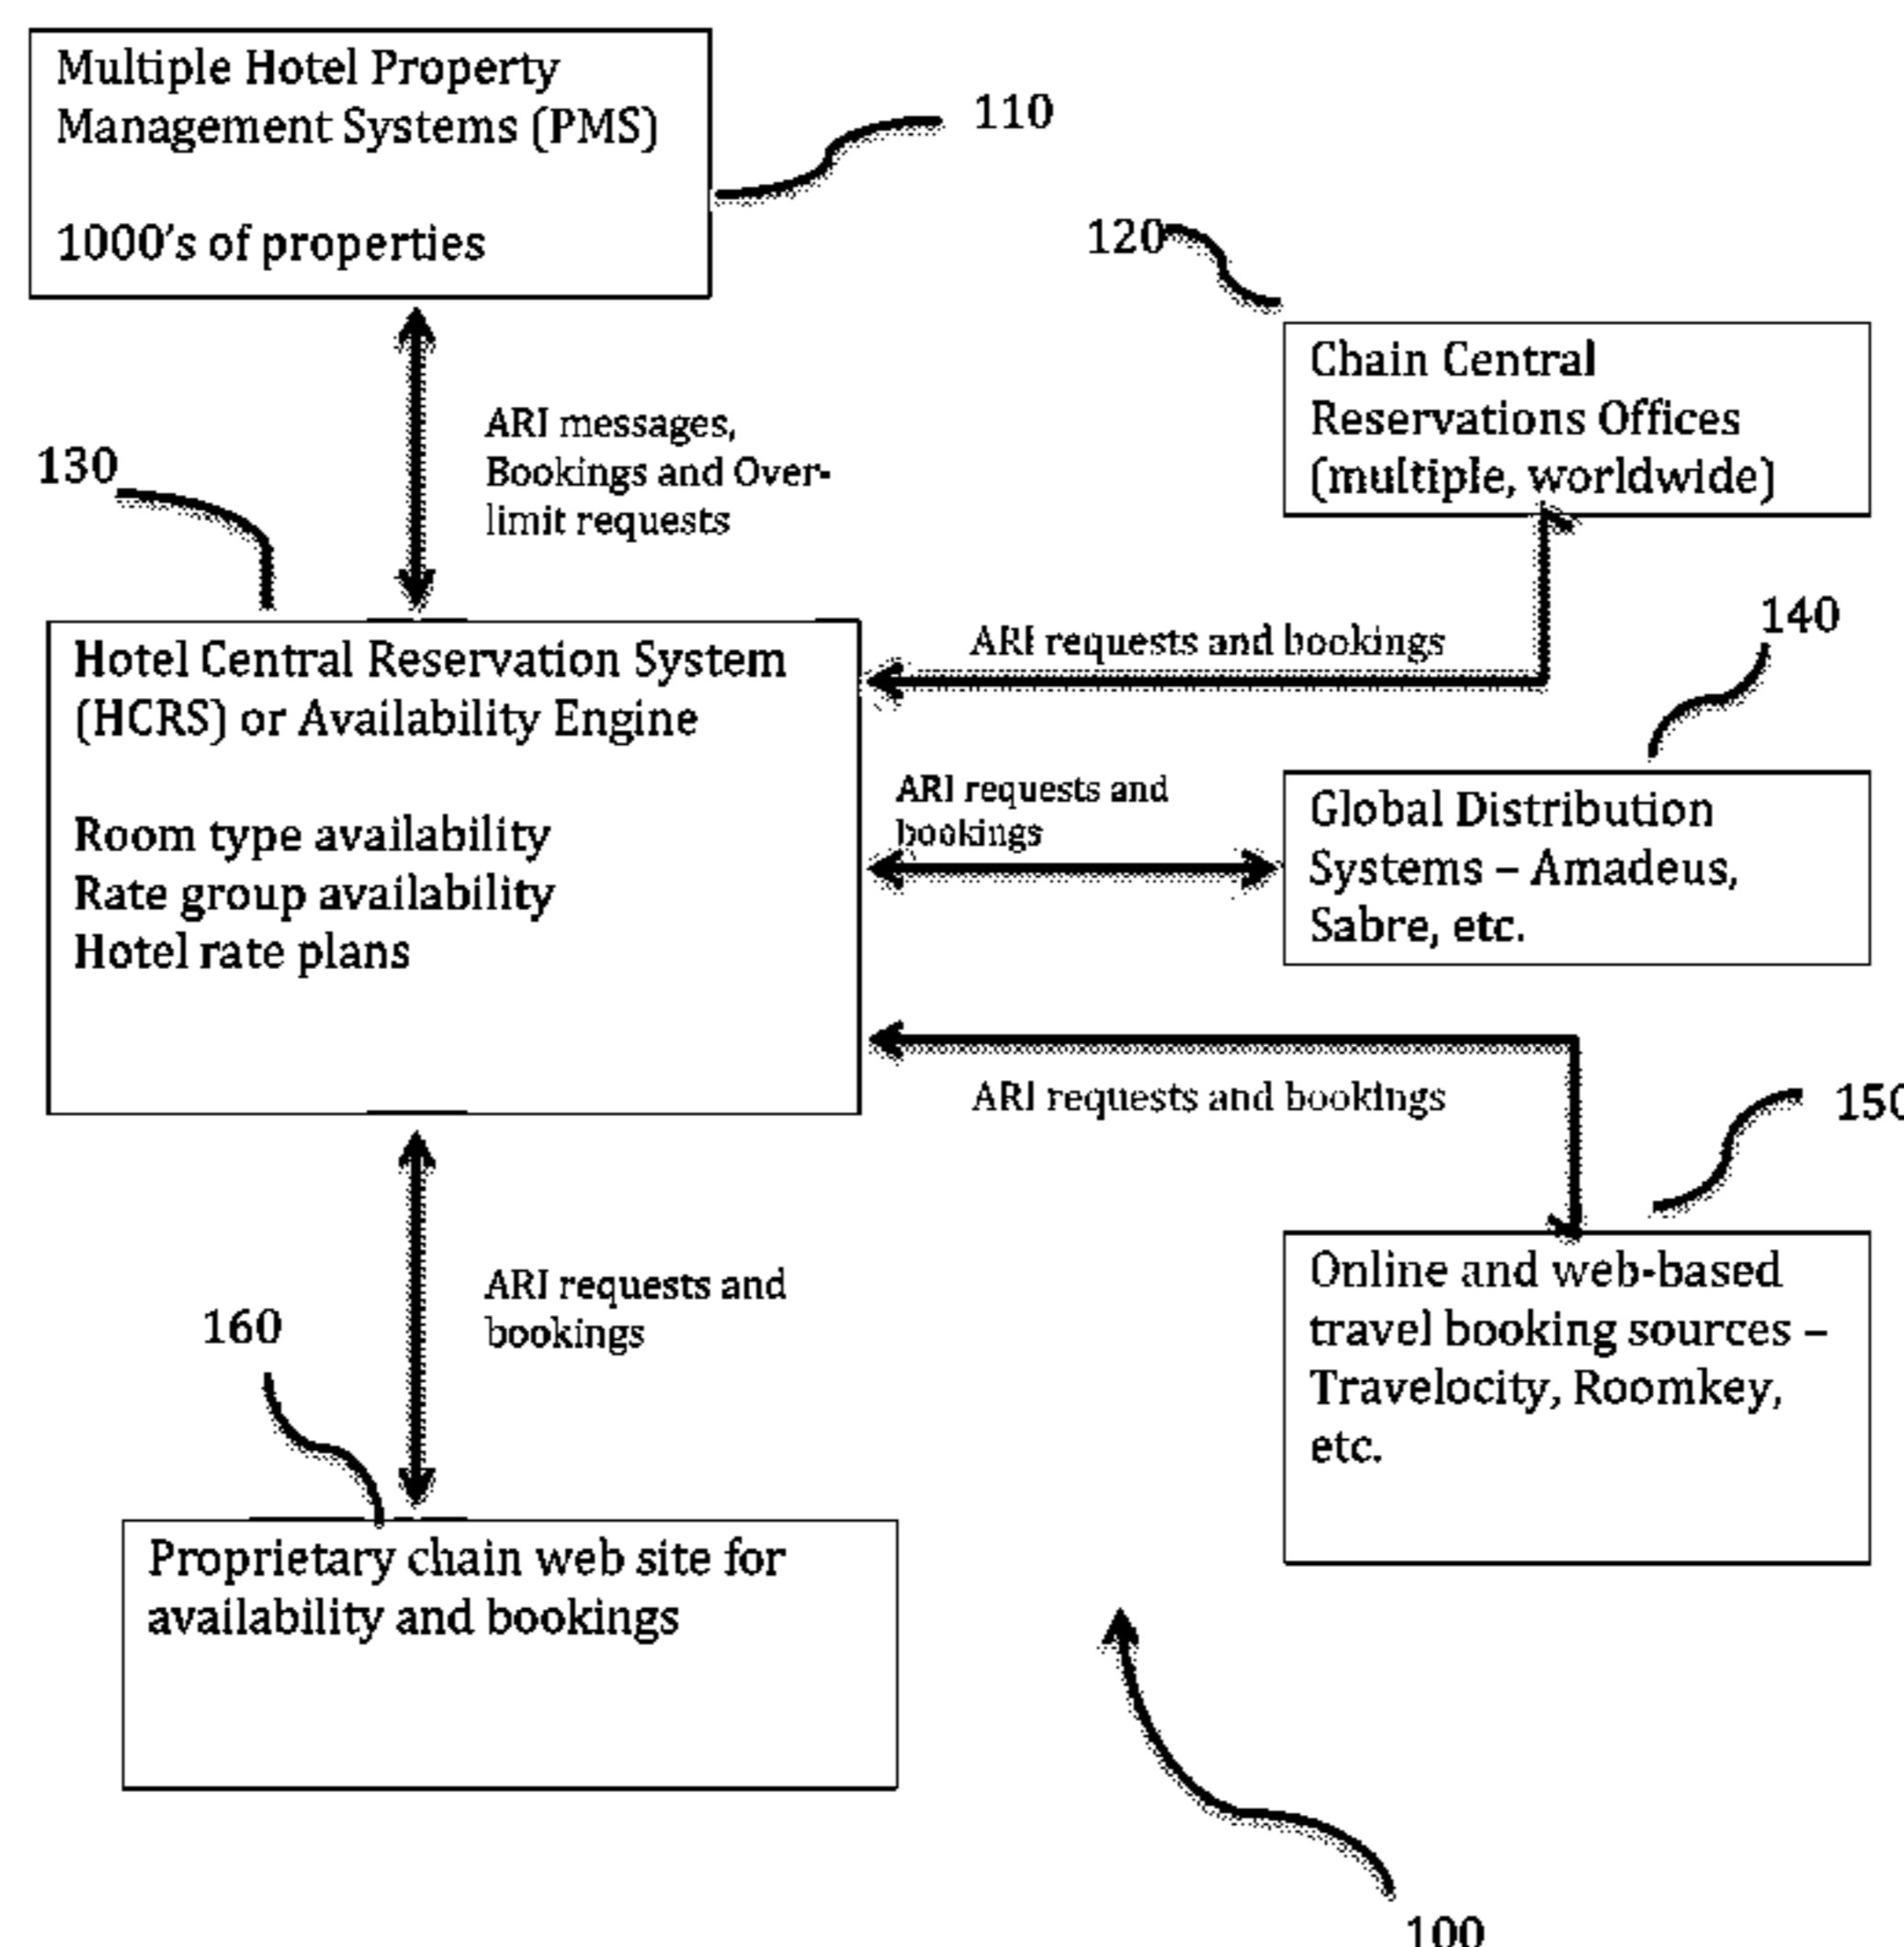 Multiple Hotel Property
Management Systems (PMS)
1000's of properties
110
120
Chain Central
Reservations Offices
(multiple, worldwide)
ARI messages,
Bookings and Over-
limit requests
130
Hotel Central Reservation System
(HCRS) or Availability Engine
Room type availability
Rate group availability
Hotel rate plans
ARI requests and bookings
140
ARI requests and
bookings
Global Distribution
Systems – Amadeus,
Sabre, etc.
ARI requests and bookings
150
Online and web-based
travel booking sources –
Travelocity, Roomkey,
etc.
ARI requests and
bookings
160
Proprietary chain web site for
availability and bookings
100